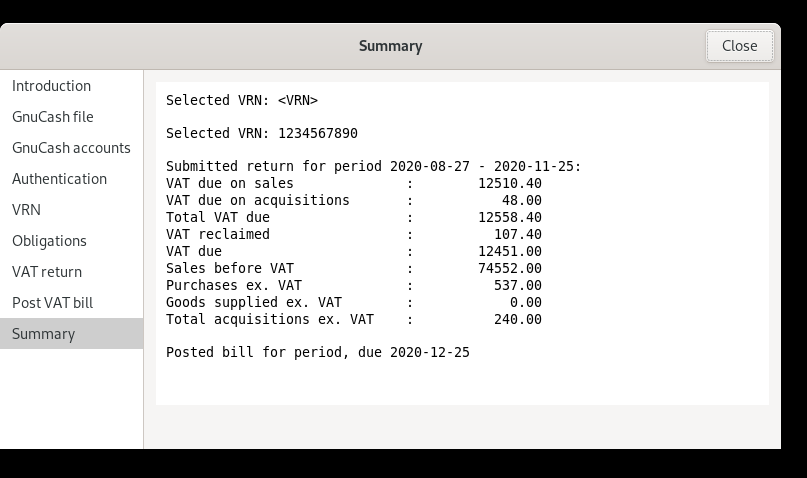 Summary
Close
Introduction
GnuCash file
GnuCash accounts
Authentication
VRN
Obligations
VAT return
Post VAT bill
Summary
Selected VRN: <VRN>
Selected VRN: 1234567890
Submitted return for period 2020-08-27 - 2020-11-25:
VAT due on sales : 12510.40
VAT due on acquisitions : 48.00
Total VAT due : 12558.40
VAT reclaimed : 107.40
VAT due : 12451.00
Sales before VAT : 74552.00
Purchases ex. VAT : 537.00
Goods supplied ex. VAT : 0.00
Total acquisitions ex. VAT : 240.00
Posted bill for period, due 2020-12-25